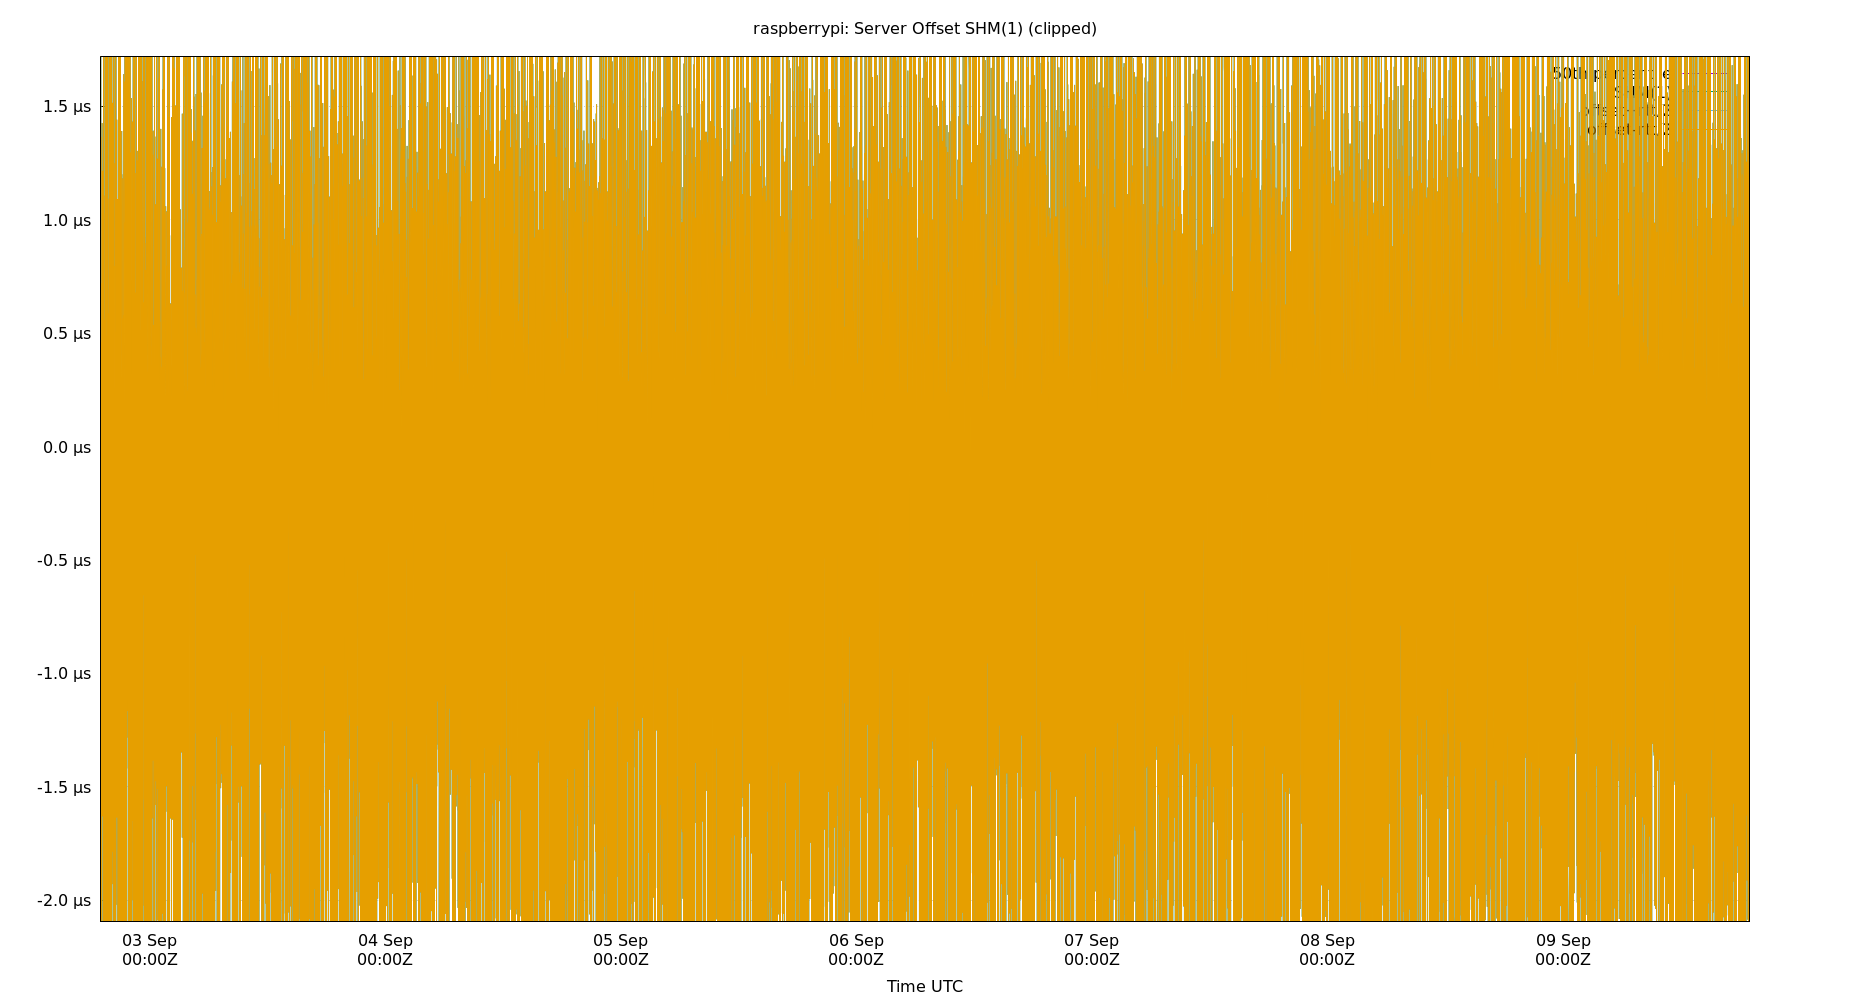 raspberrypi: Server Offset SHM(1) (clipped)
50th percentile
1.5 µs
1.0 µs
0.5 µs
0.0 µs
-0.5 µs
-1.0 µs
-1.5 µs
-2.0 µs
03 Sep 04 Sep 05 Sep 06 Sep 07 Sep 08 Sep 09 Sep
00:00Z 00:00Z 00:00Z 00:00Z 00:00Z 00:00Z 00:00Z
Time UTC